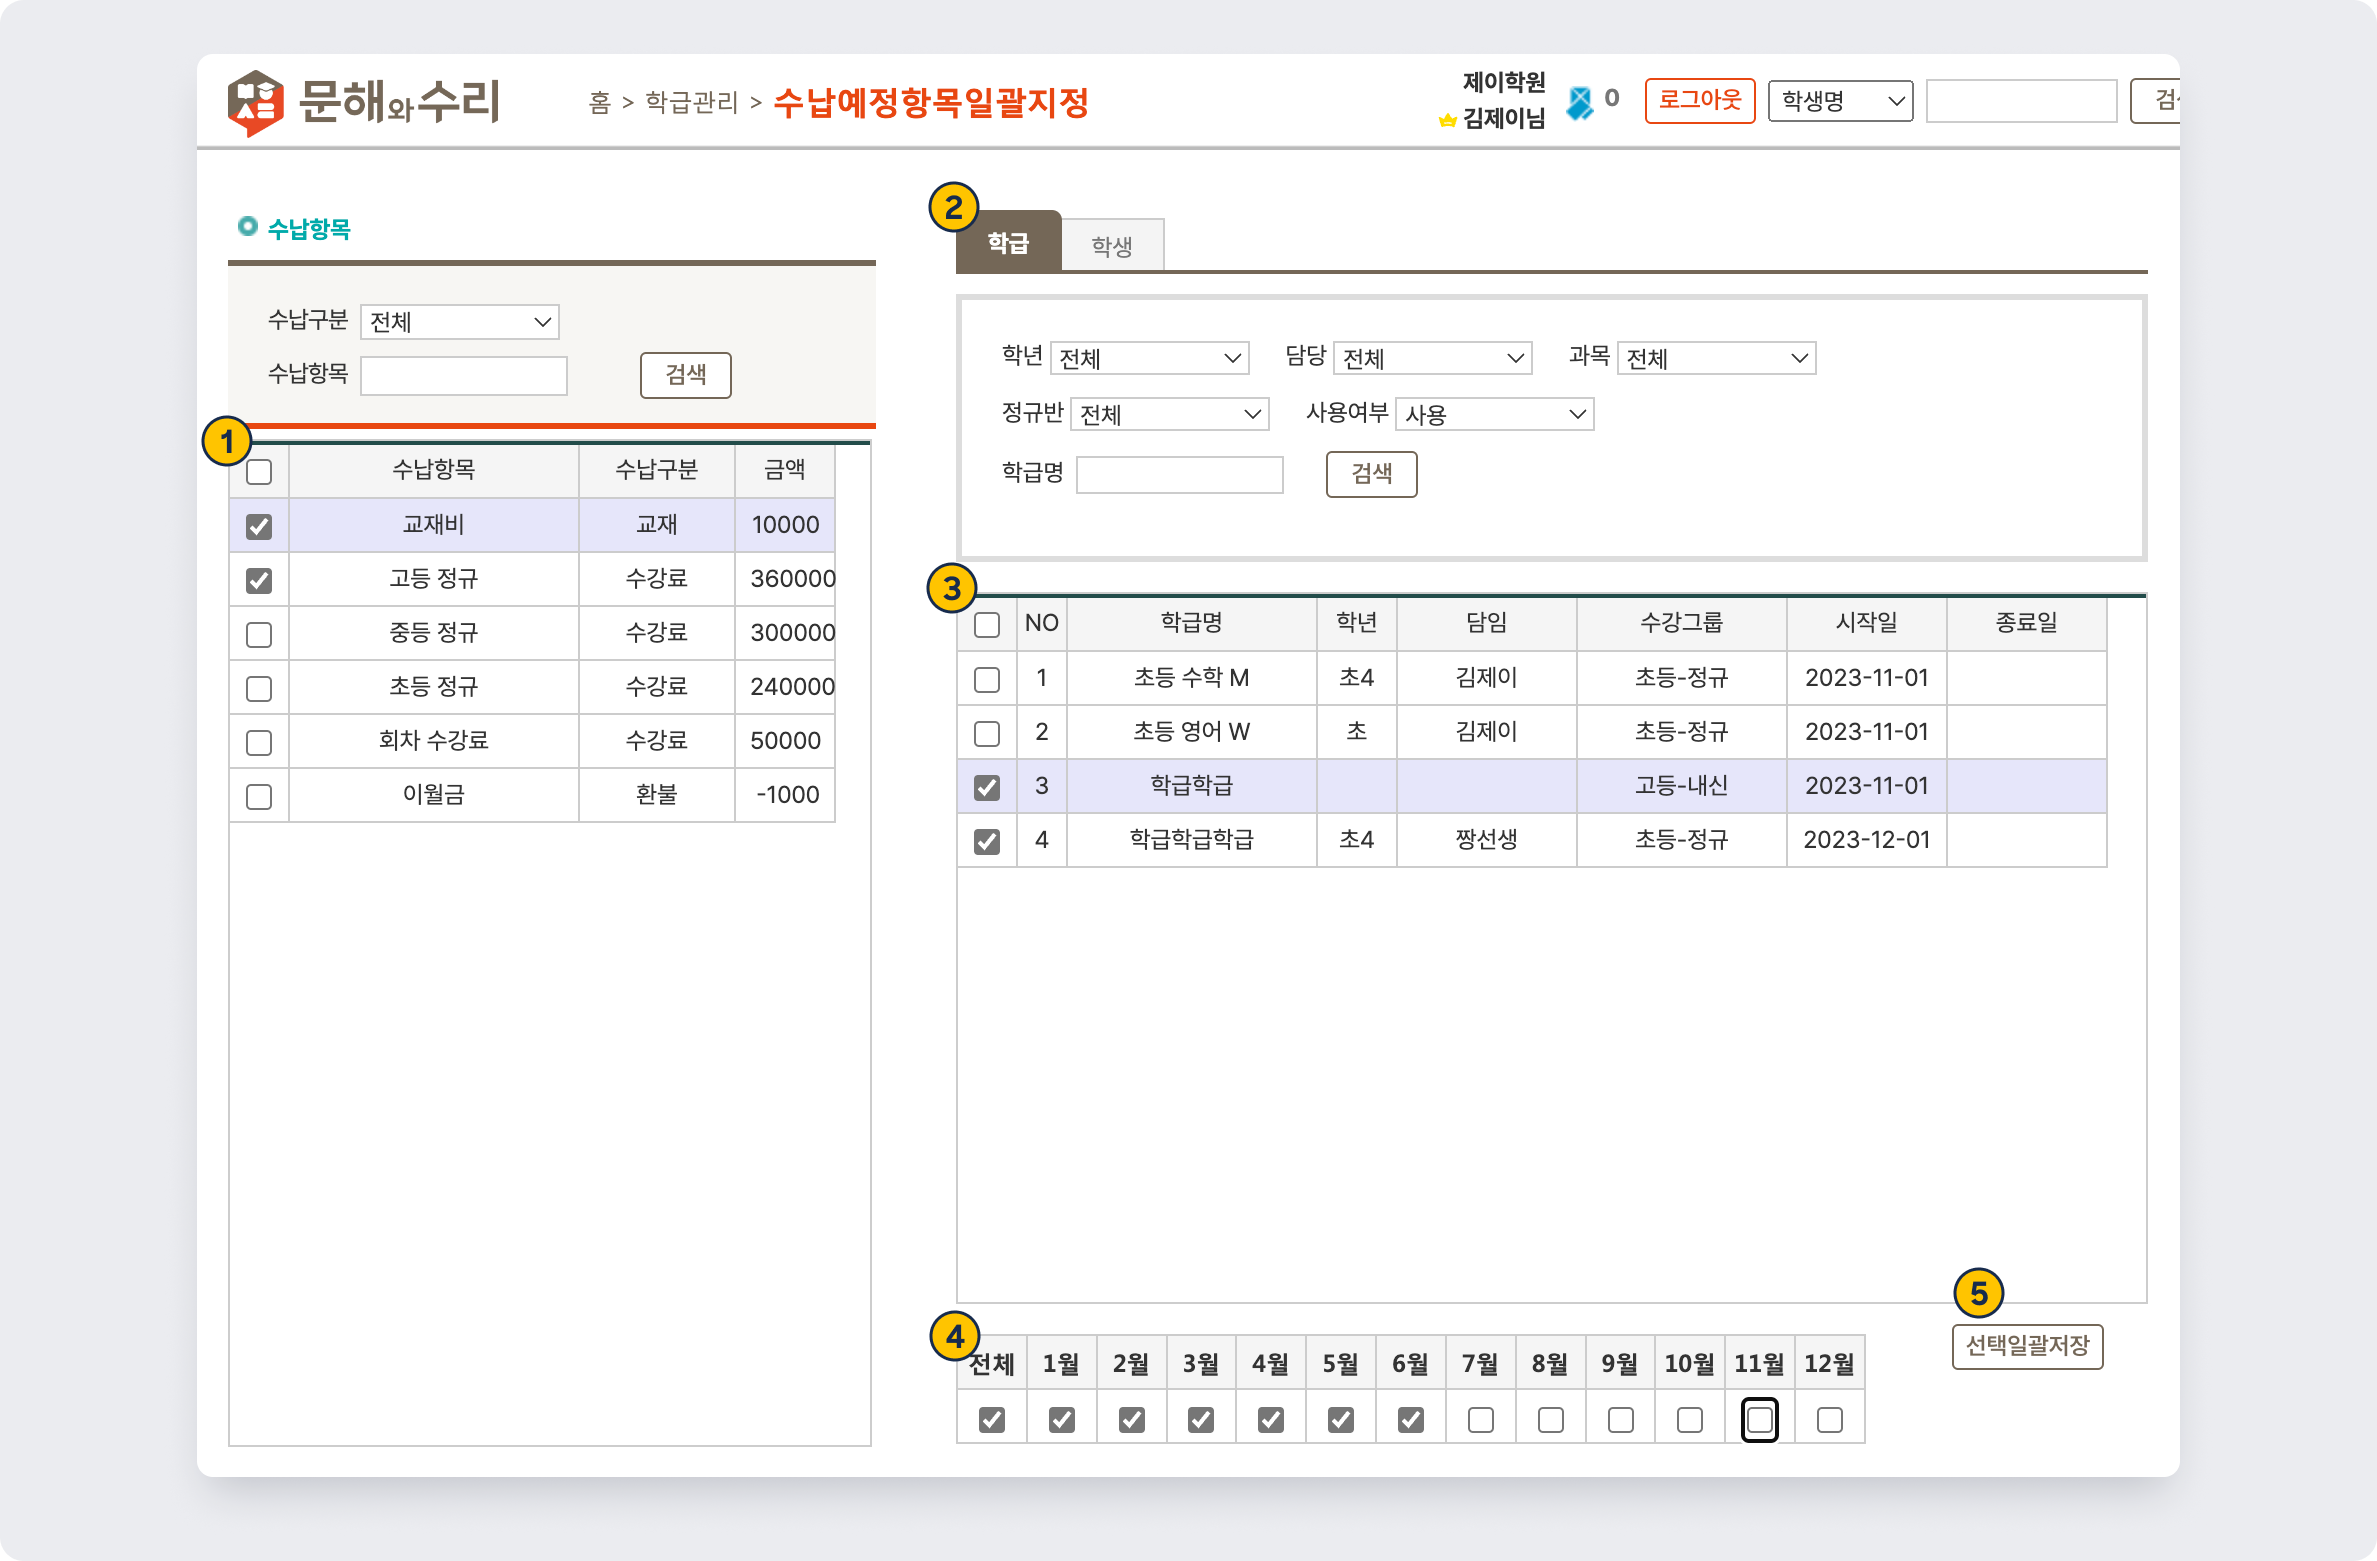 문해와수리
홈 > 학급관리 > 수납예정항목일괄지정
제이학원
김제이님
0
로그아웃
학생명
수납항목
수납구분 전체
수납항목
검색
1
수납항목 수납구분 금액
교재비 교재 10000
고등 정규 수강료 360000
중등 정규 수강료 300000
초등 정규 수강료 240000
회차 수강료 수강료 50000
이월금 환불 -1000
2
학급 학생
학년 전체 담당 전체 과목 전체
정규반 전체 사용여부 사용
학급명 검색
3
NO 학급명 학년 담임 수강그룹 시작일 종료일
1 초등 수학 M 초4 김제이 초등-정규 2023-11-01
2 초등 영어 W 초 김제이 초등-정규 2023-11-01
3 학급학급 고등-내신 2023-11-01
4 학급학급학급 초4 짱선생 초등-정규 2023-12-01
4
전체 1월 2월 3월 4월 5월 6월 7월 8월 9월 10월 11월 12월
5
선택일괄저장